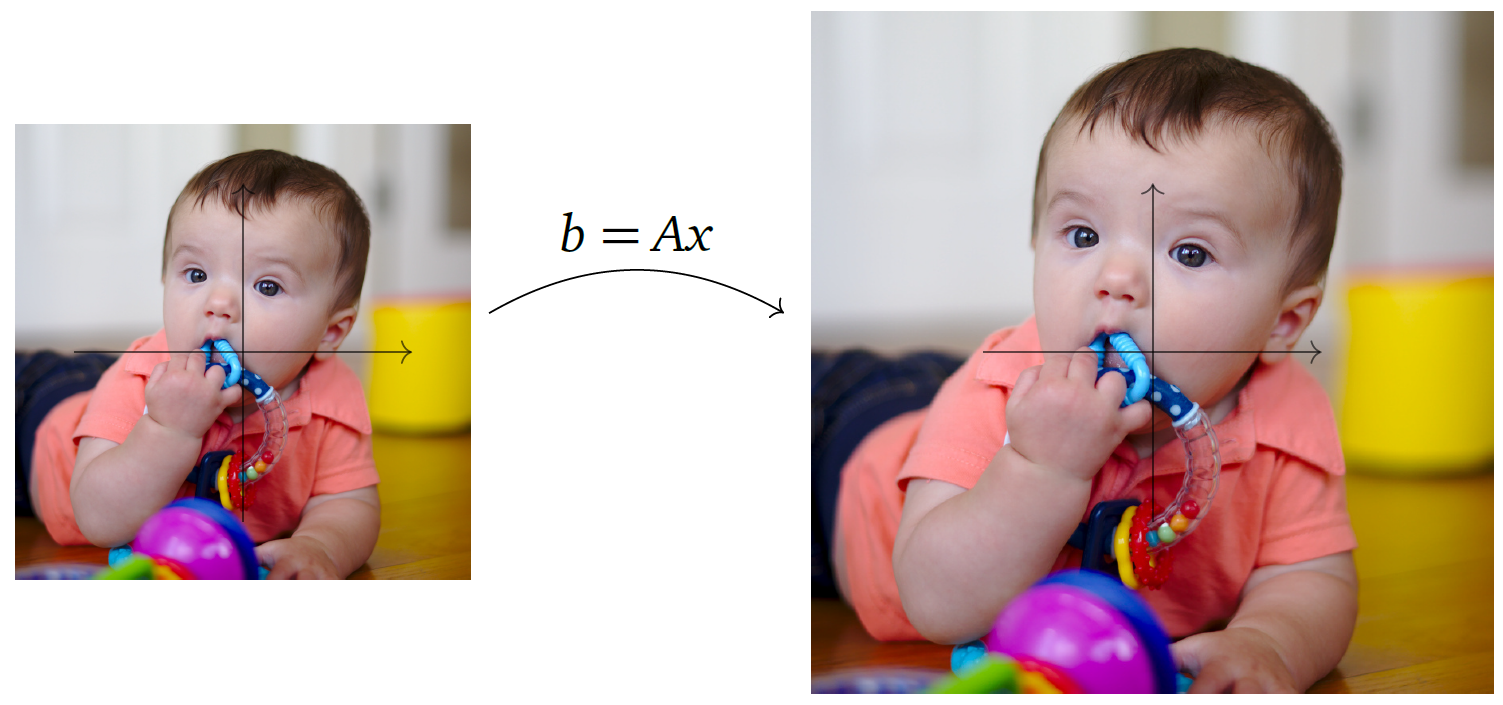 b = Ax